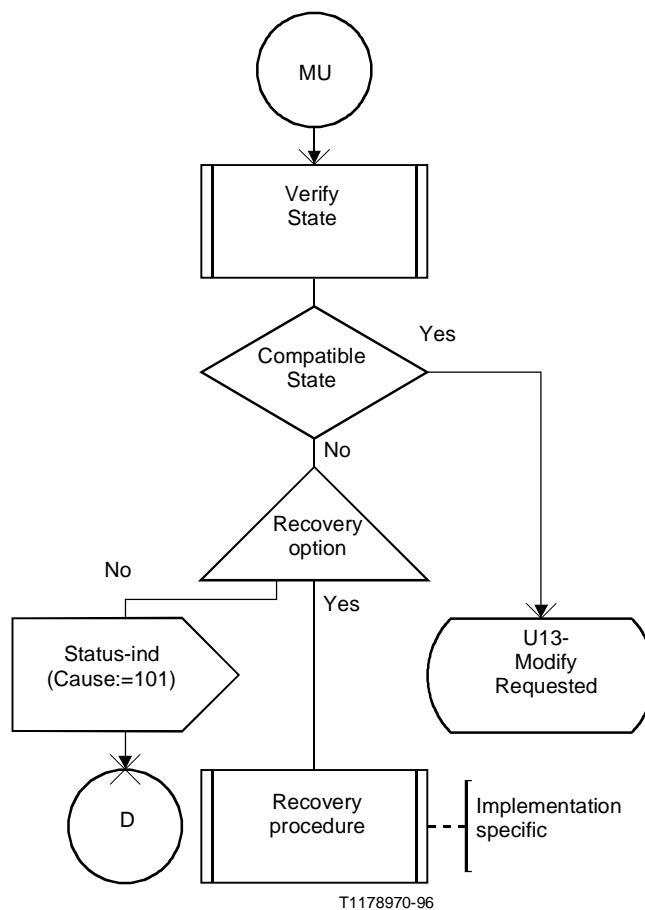 MU
Verify
State
Compatible
State
Yes
No
Recovery
option
No
Yes
Status-ind
(Cause:=101)
U13-
Modify
Requested
D
Recovery
procedure
Implementation
specific
T1178970-96